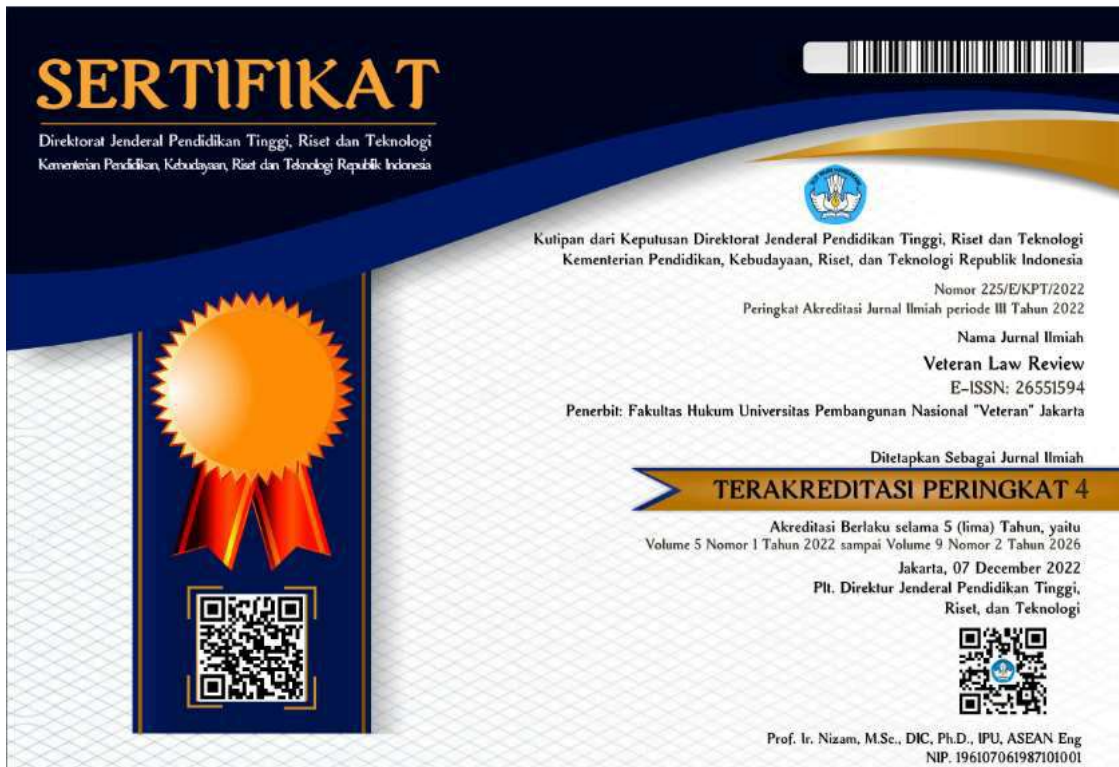 SERTIFIKAT
Direktorat Jenderal Pendidikan Tinggi, Riset dan Teknologi
Kementerian Pendidikan, Kebudayaan, Riset dan Teknologi Republik Indonesia
Kutipan dari Keputusan Direktorat Jenderal Pendidikan Tinggi, Riset dan Teknologi
Kementerian Pendidikan, Kebudayaan, Riset, dan Teknologi Republik Indonesia
Nomor 225/E/KPT/2022
Peringkat Akreditasi Jurnal Ilmiah periode III Tahun 2022
Nama Jurnal Ilmiah
Veteran Law Review
E-ISSN: 26551594
Penerbit: Fakultas Hukum Universitas Pembangunan Nasional "Veteran" Jakarta
Ditetapkan Sebagai Jurnal Ilmiah
TERAKREDITASI PERINGKAT 4
Akreditasi Berlaku selama 5 (lima) Tahun, yaitu
Volume 5 Nomor 1 Tahun 2022 sampai Volume 9 Nomor 2 Tahun 2026
Jakarta, 07 December 2022
Plt. Direktur Jenderal Pendidikan Tinggi,
Riset, dan Teknologi
Prof. Ir. Nizam, M.Sc., DIC, Ph.D., IPU, ASEAN Eng
NIP. 196107061987101001